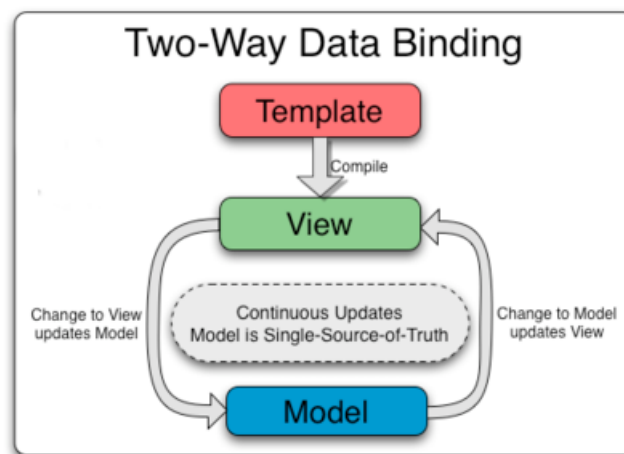 Two-Way Data Binding
Template
Compile
View
Change to View
updates Model
Continuous Updates
Model is Single-Source-of-Truth
Change to Model
updates View
Model